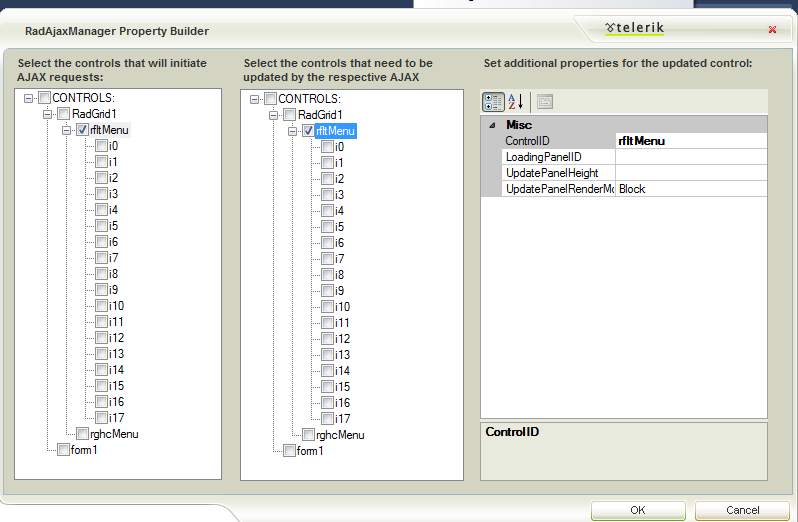 RadAjaxManager Property Builder
telerik
Select the controls that will initiate
AJAX requests:
CONTROLS:
RadGrid1
rfltMenu
i0
i1
i2
i3
i4
i5
i6
i7
i8
i9
i10
i11
i12
i13
i14
i15
i16
i17
rghcMenu
form1
Select the controls that need to be
updated by the respective AJAX
CONTROLS:
RadGrid1
rfltMenu
i0
i1
i2
i3
i4
i5
i6
i7
i8
i9
i10
i11
i12
i13
i14
i15
i16
i17
rghcMenu
form1
Set additional properties for the updated control:
Misc
ControlID rfltMenu
LoadingPanelID
UpdatePanelHeight
UpdatePanelRenderMo Block
ControlID
OK Cancel